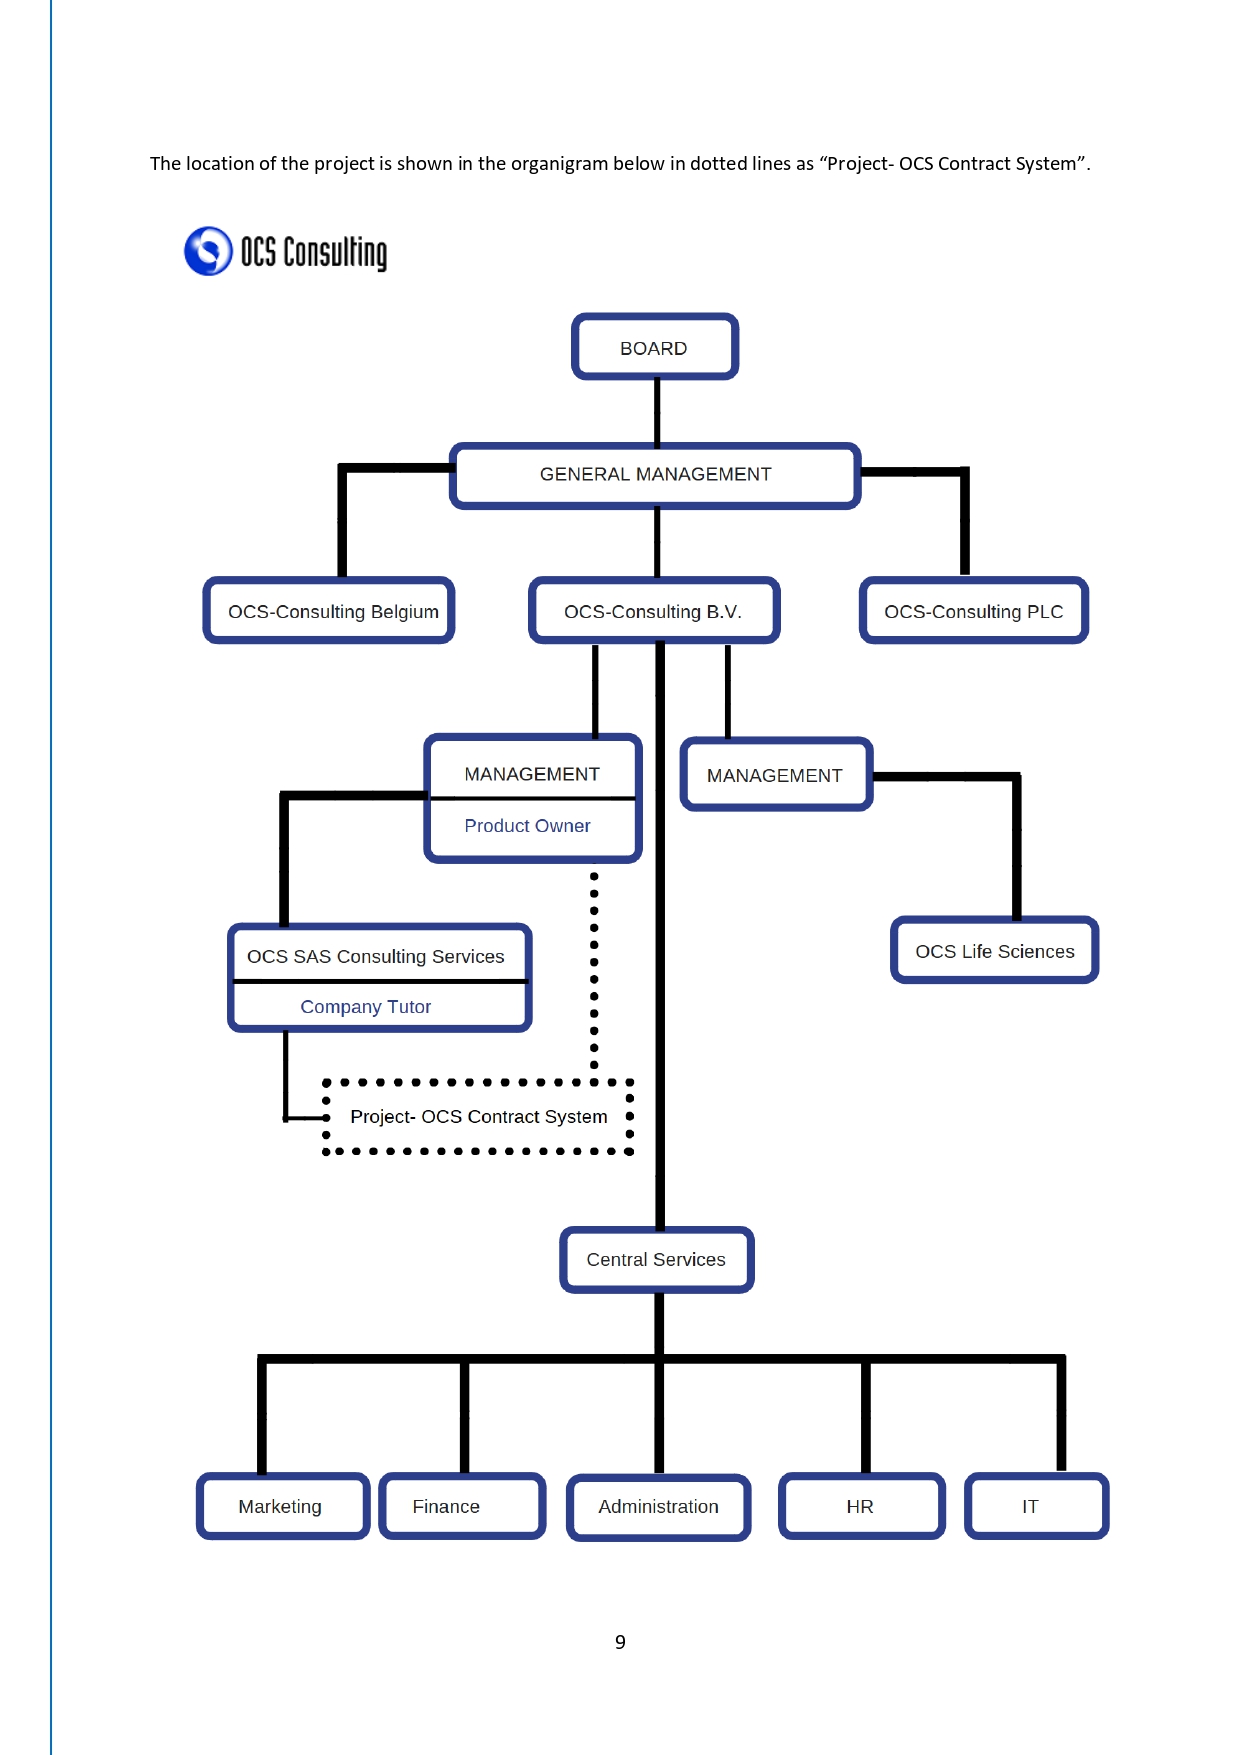 The location of the project is shown in the organigram below in dotted lines as “Project- OCS Contract System”.
OCS Consulting
BOARD
GENERAL MANAGEMENT
OCS-Consulting Belgium
OCS-Consulting B.V.
OCS-Consulting PLC
MANAGEMENT
Product Owner
MANAGEMENT
OCS SAS Consulting Services
Company Tutor
OCS Life Sciences
Project- OCS Contract System
Central Services
Marketing
Finance
Administration
HR
IT
9